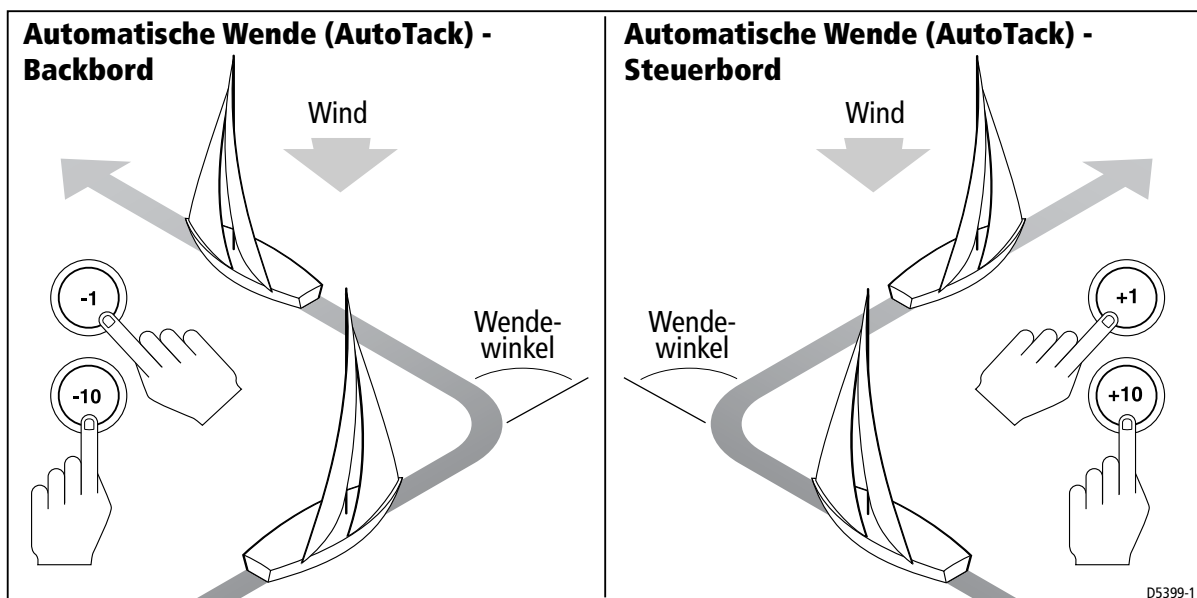 Automatische Wende (AutoTack) -
Backbord
Wind
-1
-10
Wende-
winkel
Automatische Wende (AutoTack) -
Steuerbord
Wind
Wende-
winkel
+1
+10
D5399-1